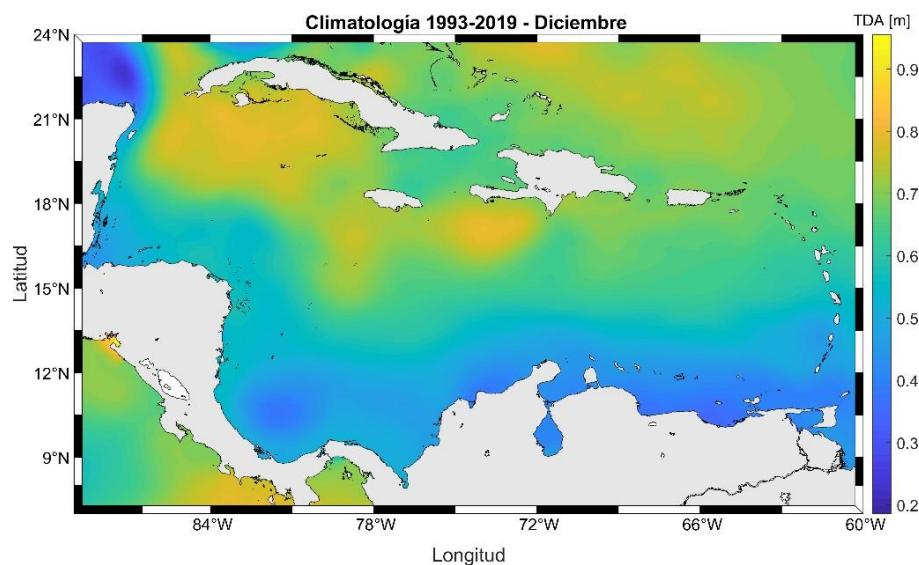 Climatología 1993-2019 - Diciembre
TDA [m]
24°N
21°N
18°N
15°N
12°N
9°N
Latitud
84°W
78°W
72°W
66°W
60°W
Longitud
0.9
0.8
0.7
0.6
0.5
0.4
0.3
0.2